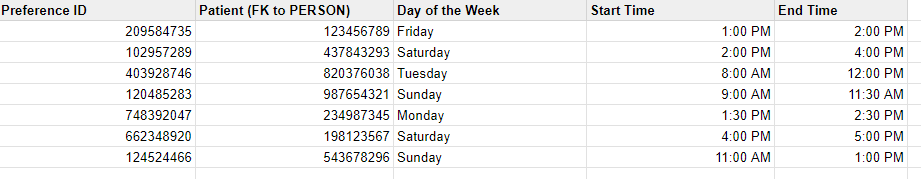 Preference ID Patient (FK to PERSON) Day of the Week Start Time End Time
209584735 123456789 Friday 1:00 PM 2:00 PM
102957289 437843293 Saturday 2:00 PM 4:00 PM
403928746 820376038 Tuesday 8:00 AM 12:00 PM
120485283 987654321 Sunday 9:00 AM 11:30 AM
748392047 234987345 Monday 1:30 PM 2:30 PM
662348920 198123567 Saturday 4:00 PM 5:00 PM
124524466 543678296 Sunday 11:00 AM 1:00 PM